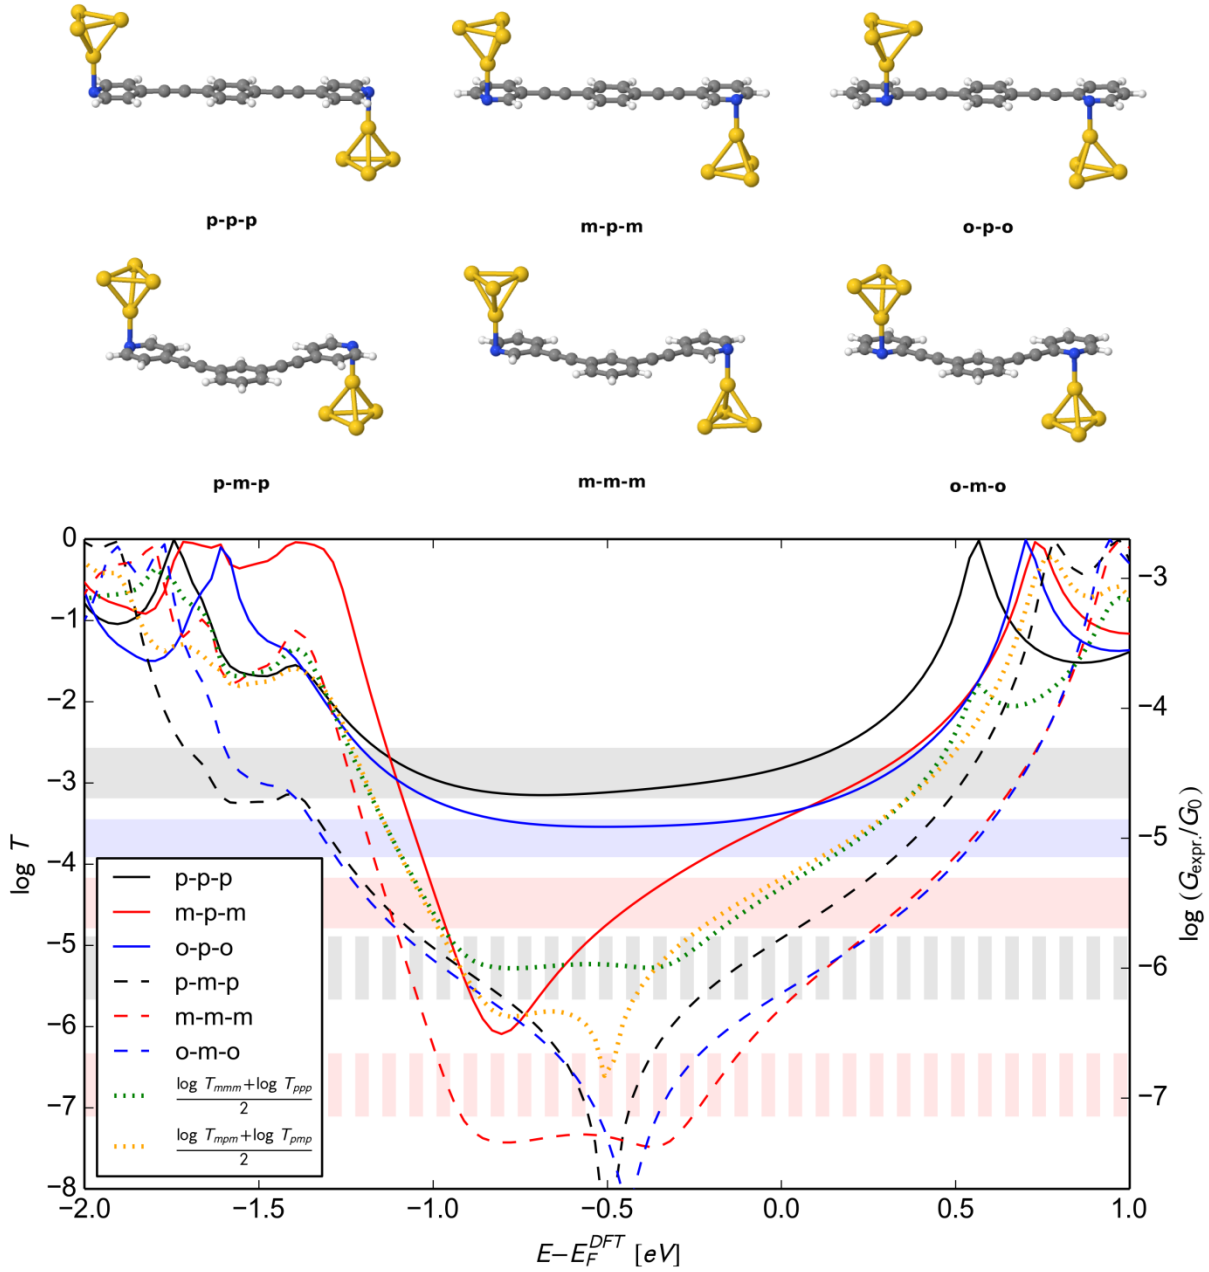 p-p-p
m-p-m
o-p-o
p-m-p
m-m-m
o-m-o
0
−1
−2
−3
−4
−5
−6
−7
−8
log T
p-p-p
m-p-m
o-p-o
p-m-p
m-m-m
o-m-o
log T_mmm+log T_ppp
2
log T_mpm+log T_pmp
2
−3
−4
−5
−6
−7
log (G_expr./G_0)
−2.0 −1.5 −1.0 −0.5 0.0 0.5 1.0
E−E_F^DFT [eV]